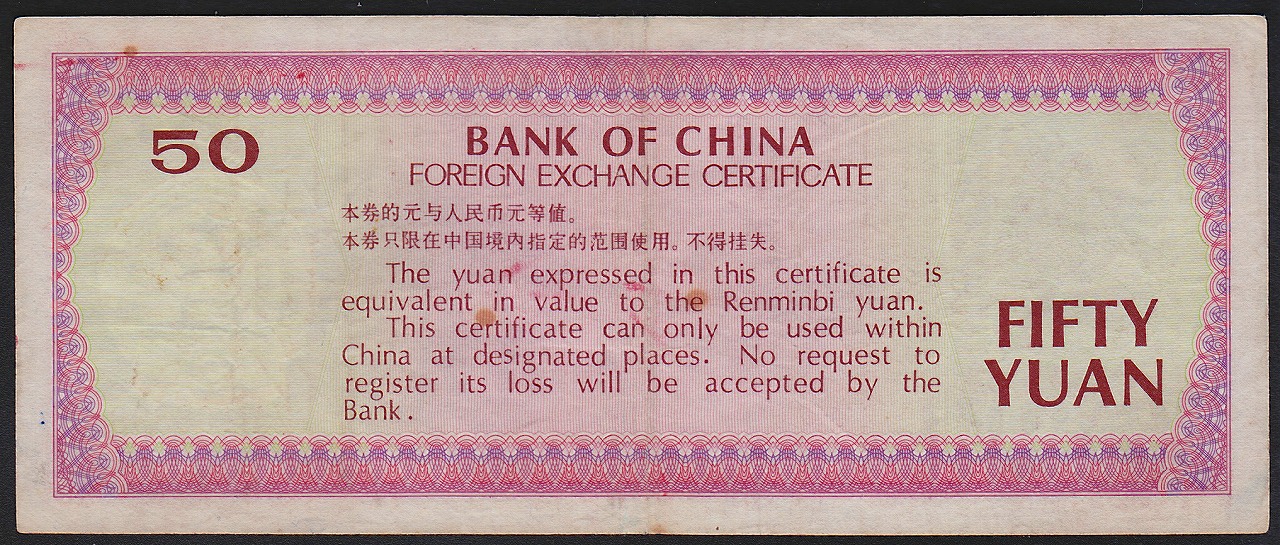 50
BANK OF CHINA
FOREIGN EXCHANGE CERTIFICATE
本券的元与人民币元等值。
本券只限在中国境内指定的范围使用。不得挂失。
The yuan expressed in this certificate is
equivalent in value to the Renminbi yuan.
This certificate can only be used within
China at designated places. No request to
register its loss will be accepted by the
Bank.
FIFTY
YUAN